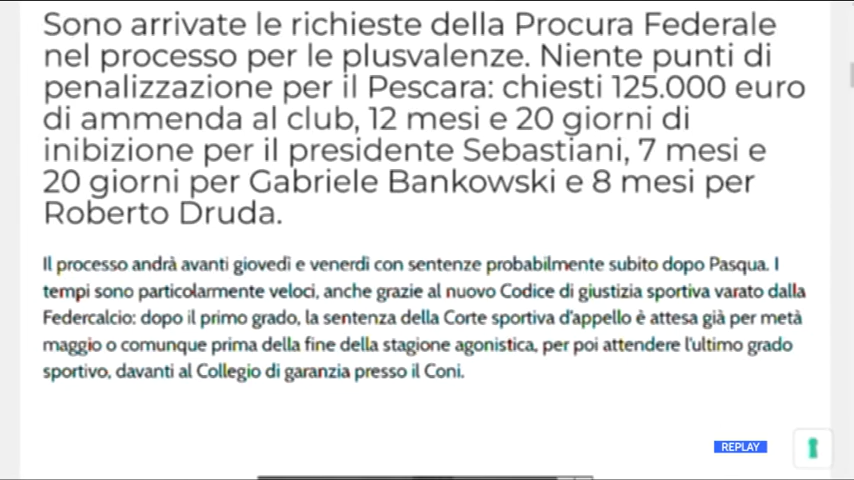 Sono arrivate le richieste della Procura Federale
nel processo per le plusvalenze. Niente punti di
penalizzazione per il Pescara: chiesti 125.000 euro
di ammenda al club, 12 mesi e 20 giorni di
inibizione per il presidente Sebastiani, 7 mesi e
20 giorni per Gabriele Bankowski e 8 mesi per
Roberto Druda.
Il processo andrà avanti giovedì e venerdì con sentenze probabilmente subito dopo Pasqua. I
tempi sono particolarmente veloci, anche grazie al nuovo Codice di giustizia sportiva varato dalla
Federcalcio: dopo il primo grado, la sentenza della Corte sportiva d'appello è attesa già per metà
maggio o comunque prima della fine della stagione agonistica, per poi attendere l'ultimo grado
sportivo, davanti al Collegio di garanzia presso il Coni.
REPLAY